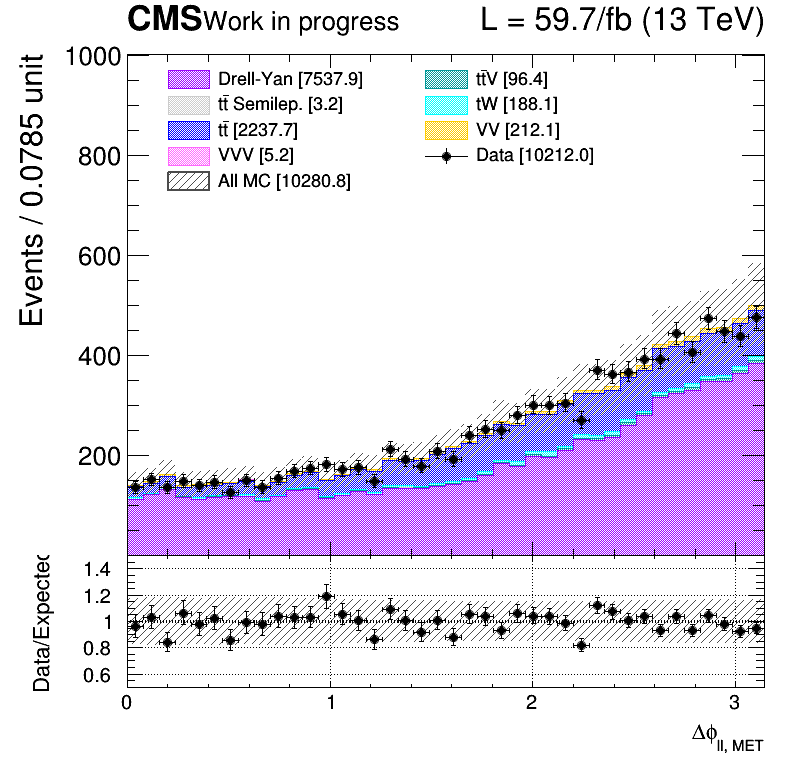 CMS Work in progress L = 59.7/fb (13 TeV)
Events / 0.0785 unit
1000
800
600
400
200
Drell-Yan [7537.9]
tt̄ Semilep. [3.2]
tt̄ [2237.7]
VVV [5.2]
All MC [10280.8]
tt̄V [96.4]
tW [188.1]
VV [212.1]
Data [10212.0]
Data/Expected
1.4
1.2
1
0.8
0.6
0 1 2 3
Δϕll, MET